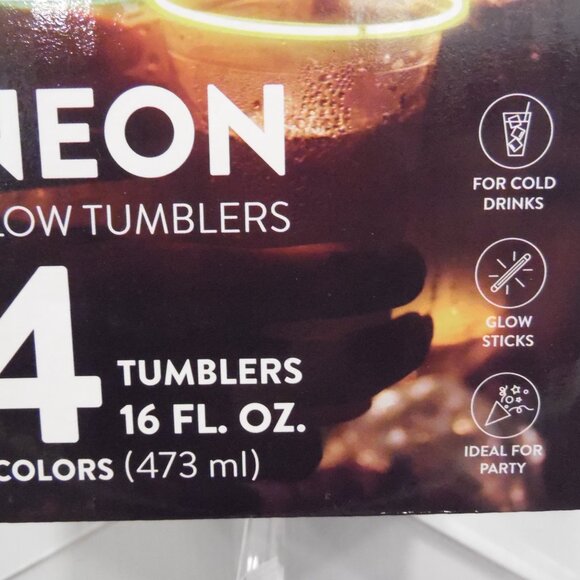 NEON
LOW TUMBLERS
4 TUMBLERS
16 FL. OZ.
COLORS (473 ml)
FOR COLD
DRINKS
GLOW
STICKS
IDEAL FOR
PARTY